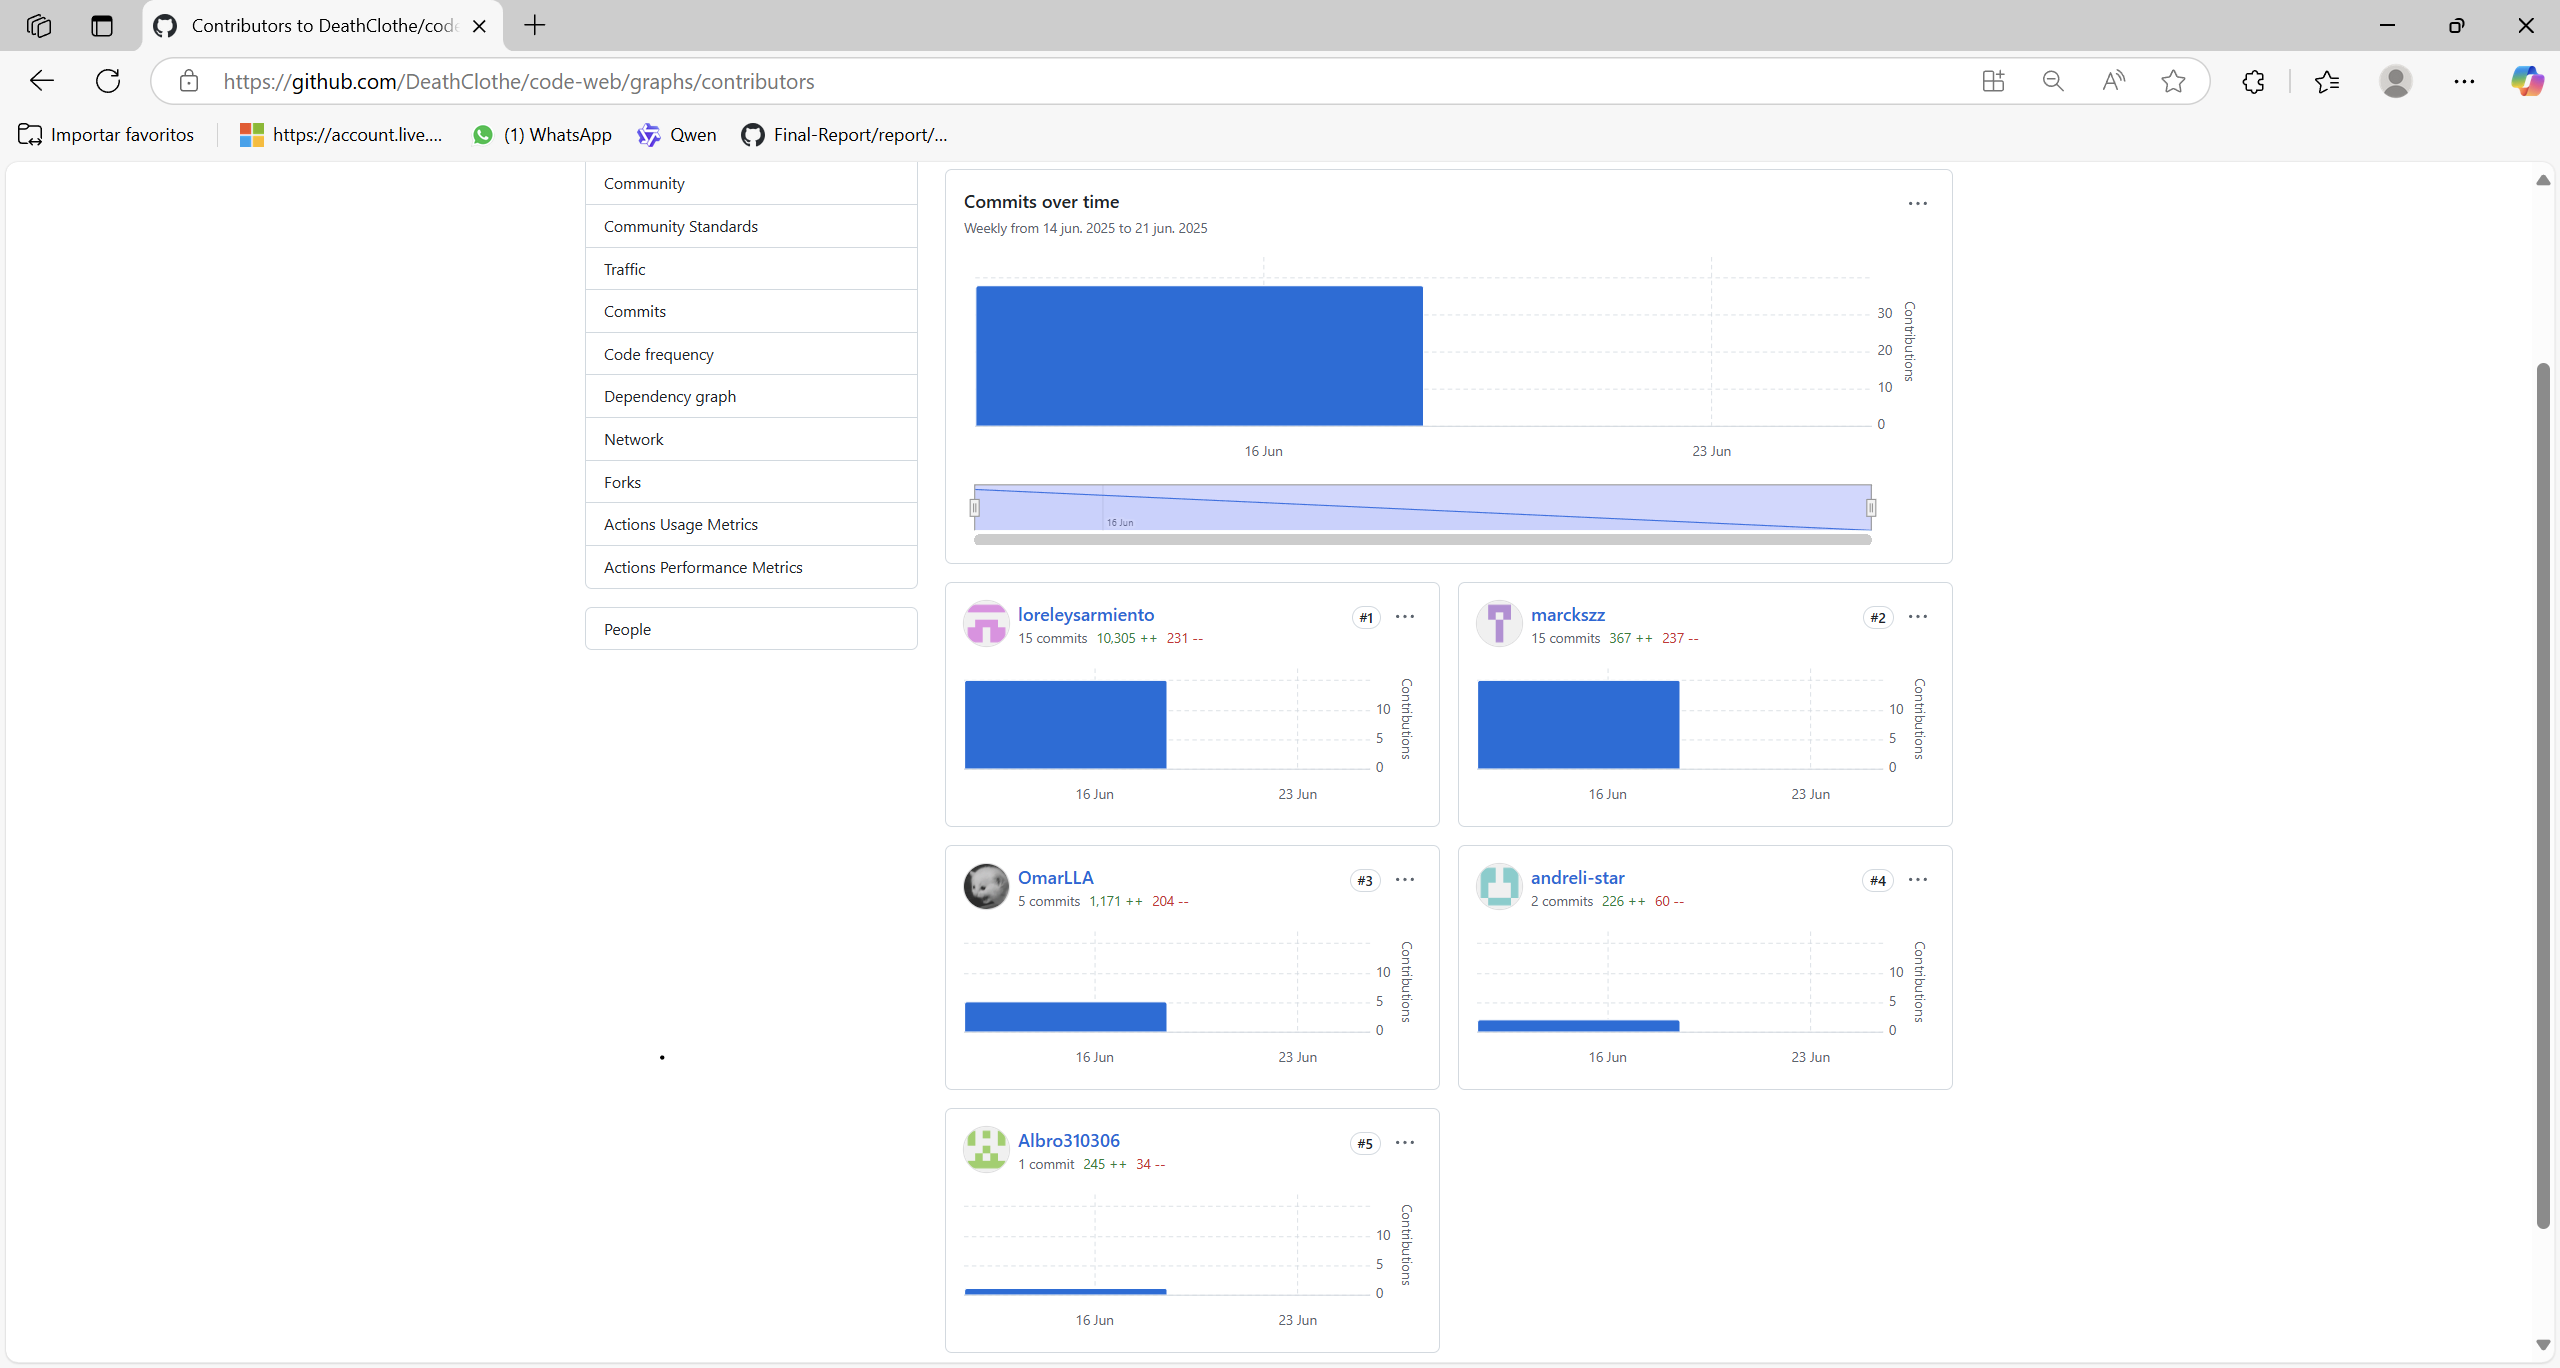 Contributors to DeathClothe/code
https://github.com/DeathClothe/code-web/graphs/contributors
Importar favoritos
https://account.live....
(1) WhatsApp
Qwen
Final-Report/report/...
Community
Community Standards
Traffic
Commits
Code frequency
Dependency graph
Network
Forks
Actions Usage Metrics
Actions Performance Metrics
People
Commits over time
Weekly from 14 jun. 2025 to 21 jun. 2025
30
20
10
0
Contributions
16 Jun
23 Jun
16 Jun
loreleysarmiento
#1
15 commits 10,305 ++ 231 --
10
5
0
Contributions
16 Jun
23 Jun
marckszz
#2
15 commits 367 ++ 237 --
10
5
0
Contributions
16 Jun
23 Jun
OmarLLA
#3
5 commits 1,171 ++ 204 --
10
5
0
Contributions
16 Jun
23 Jun
andreli-star
#4
2 commits 226 ++ 60 --
10
5
0
Contributions
16 Jun
23 Jun
Albro310306
#5
1 commit 245 ++ 34 --
10
5
0
Contributions
16 Jun
23 Jun